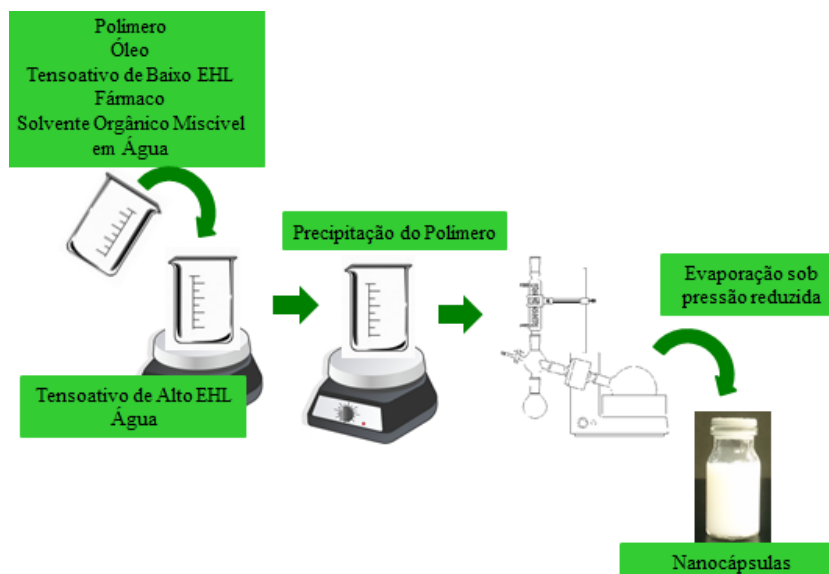 Polímero
Óleo
Tensoativo de Baixo EHL
Fármaco
Solvente Orgânico Miscível
em Água
Precipitação do Polímero
Evaporação sob
pressão reduzida
Tensoativo de Alto EHL
Água
Nanocápsulas